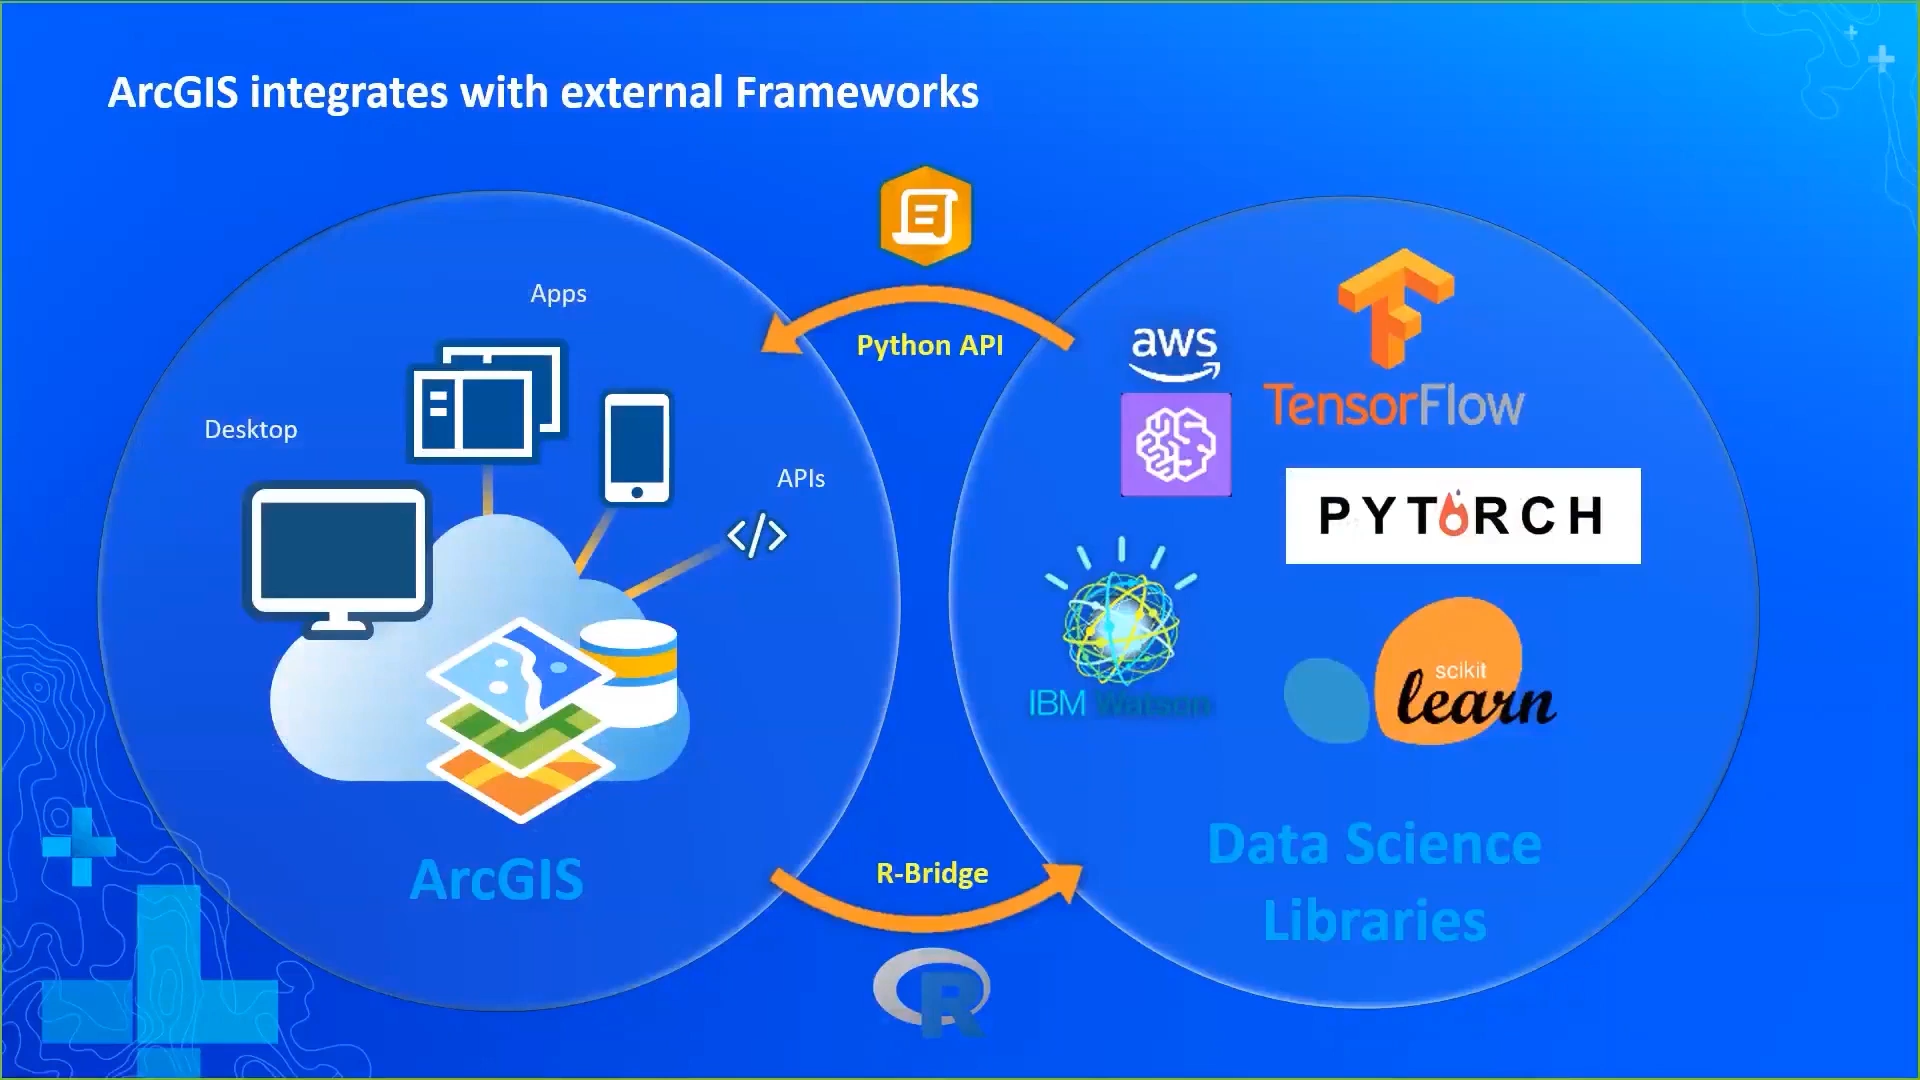 ArcGIS integrates with external Frameworks
Apps
Desktop
APIs
ArcGIS
Python API
R-Bridge
R
aws
TensorFlow
PYTORCH
IBM Watson
scikit
learn
Data Science
Libraries